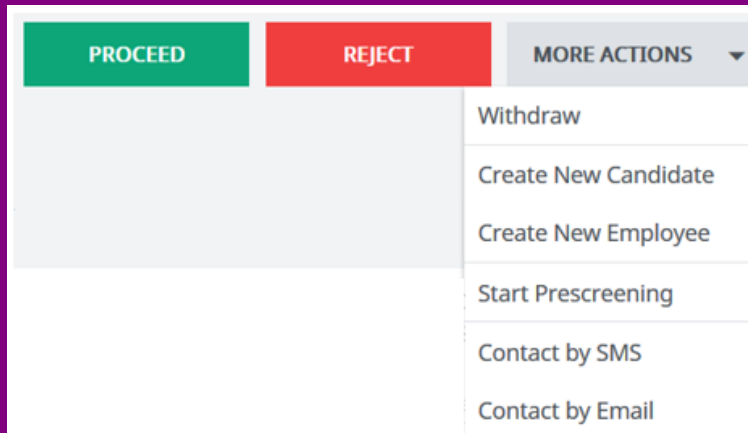 PROCEED REJECT MORE ACTIONS
Withdraw
Create New Candidate
Create New Employee
Start Prescreening
Contact by SMS
Contact by Email